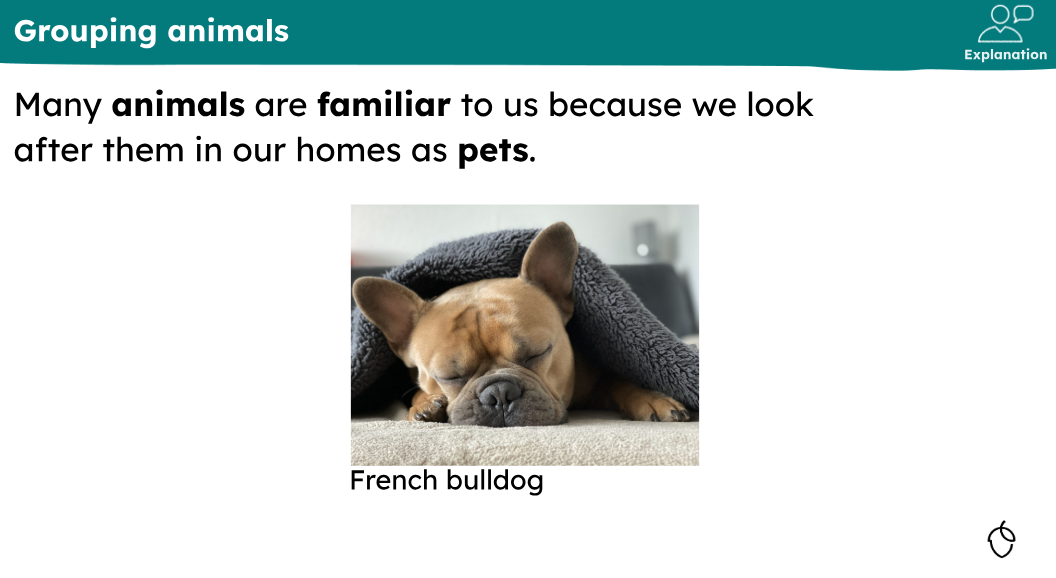 Grouping animals
Explanation
Many animals are familiar to us because we look
after them in our homes as pets.
French bulldog